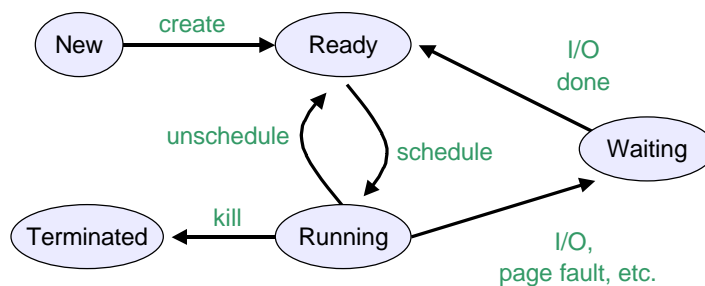 create
New
Ready
I/O
done
unschedule
schedule
Waiting
kill
Terminated
Running
I/O,
page fault, etc.